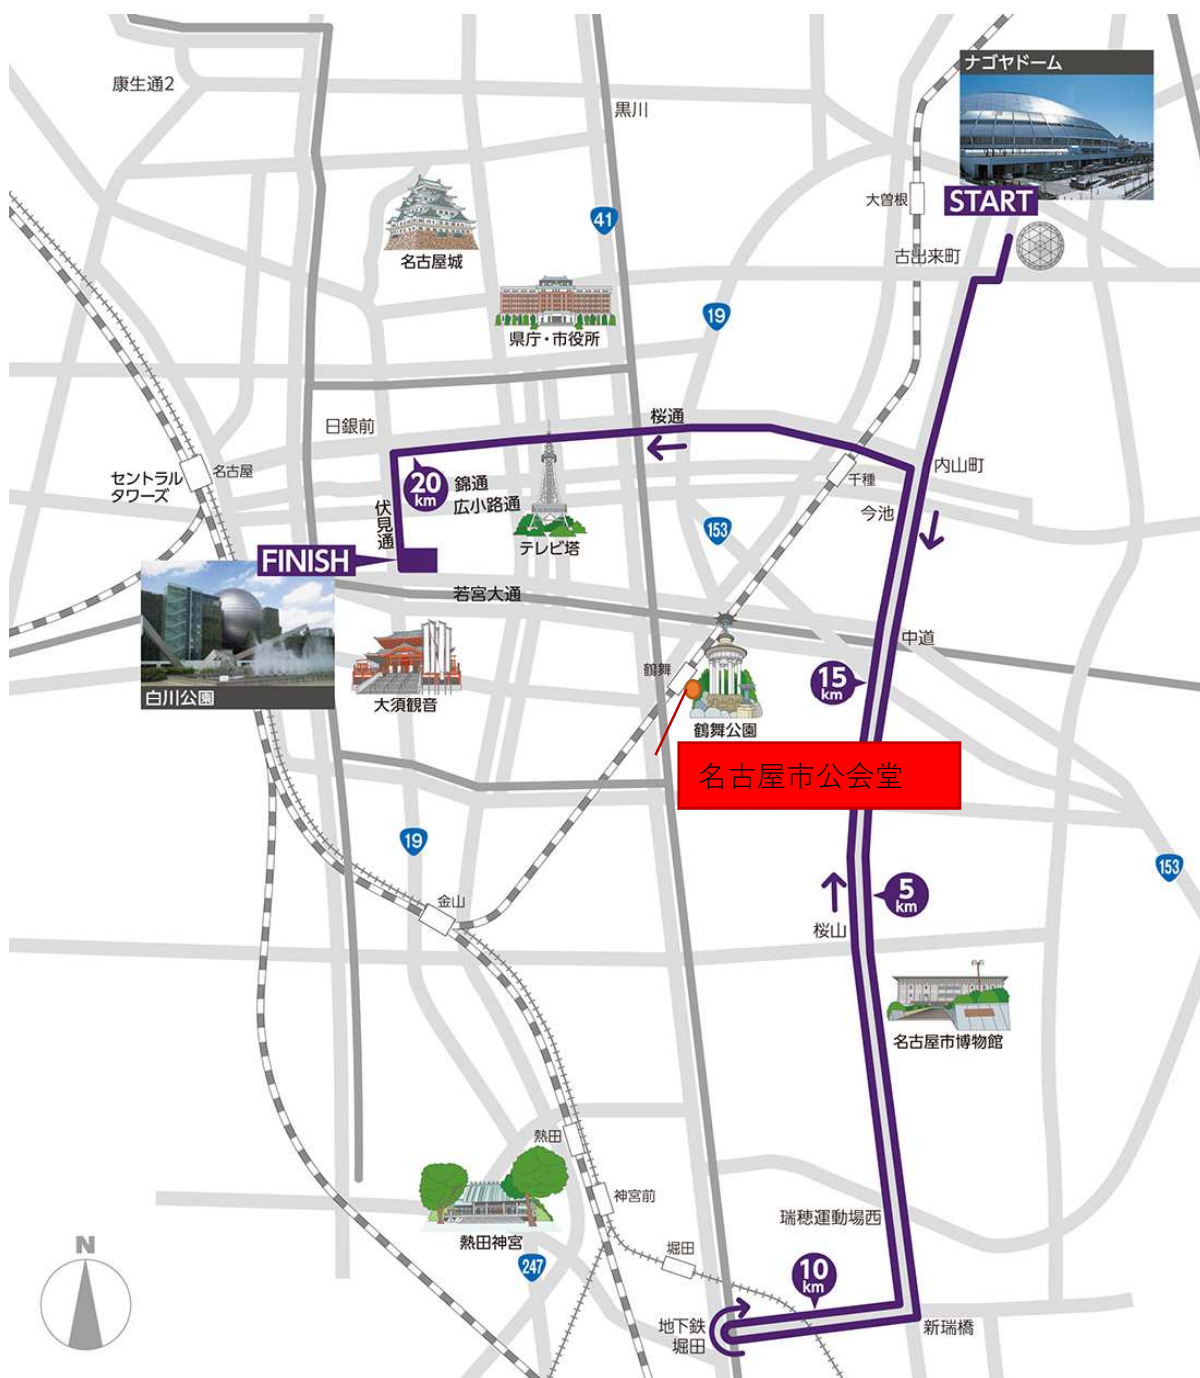 康生通2
黒川
ナゴヤドーム
大曽根
START
41
古出来町
名古屋城
19
県庁・市役所
日銀前
桜通
名古屋
セントラル
タワーズ
20
km
錦通
広小路通
千種
内山町
今池
伏見通
153
テレビ塔
FINISH
若宮大通
中道
鶴舞
15
km
白川公園
大須観音
鶴舞公園
名古屋市公会堂
19
153
金山
5
km
桜山
名古屋市博物館
熱田
神宮前
瑞穂運動場西
熱田神宮
N
247
堀田
10
km
地下鉄
堀田
新瑞橋